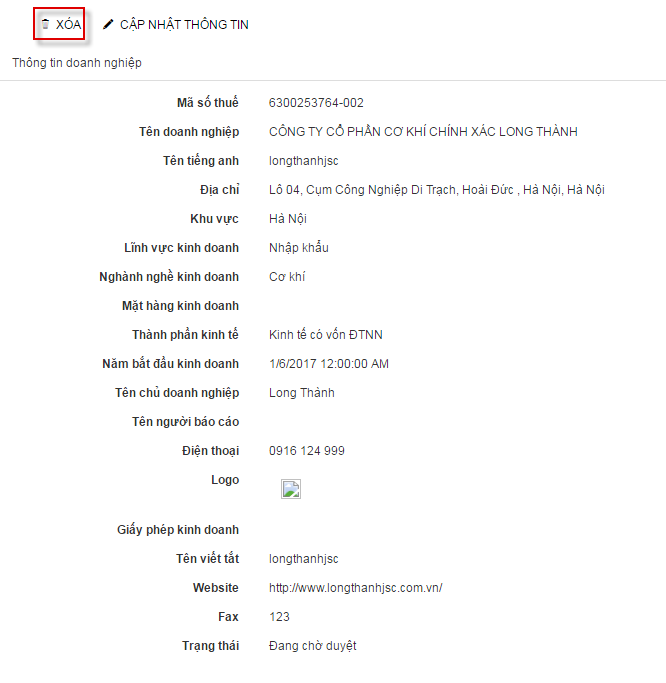 XÓA CẬP NHẬT THÔNG TIN
Thông tin doanh nghiệp
Mã số thuế 6300253764-002
Tên doanh nghiệp CÔNG TY CỔ PHẦN CƠ KHÍ CHÍNH XÁC LONG THÀNH
Tên tiếng anh longthanhjsc
Địa chỉ Lô 04, Cụm Công Nghiệp Di Trạch, Hoài Đức , Hà Nội, Hà Nội
Khu vực Hà Nội
Lĩnh vực kinh doanh Nhập khẩu
Nghành nghề kinh doanh Cơ khí
Mặt hàng kinh doanh
Thành phần kinh tế Kinh tế có vốn ĐTNN
Năm bắt đầu kinh doanh 1/6/2017 12:00:00 AM
Tên chủ doanh nghiệp Long Thành
Tên người báo cáo
Điện thoại 0916 124 999
Logo
Giấy phép kinh doanh
Tên viết tắt longthanhjsc
Website http://www.longthanhjsc.com.vn/
Fax 123
Trạng thái Đang chờ duyệt